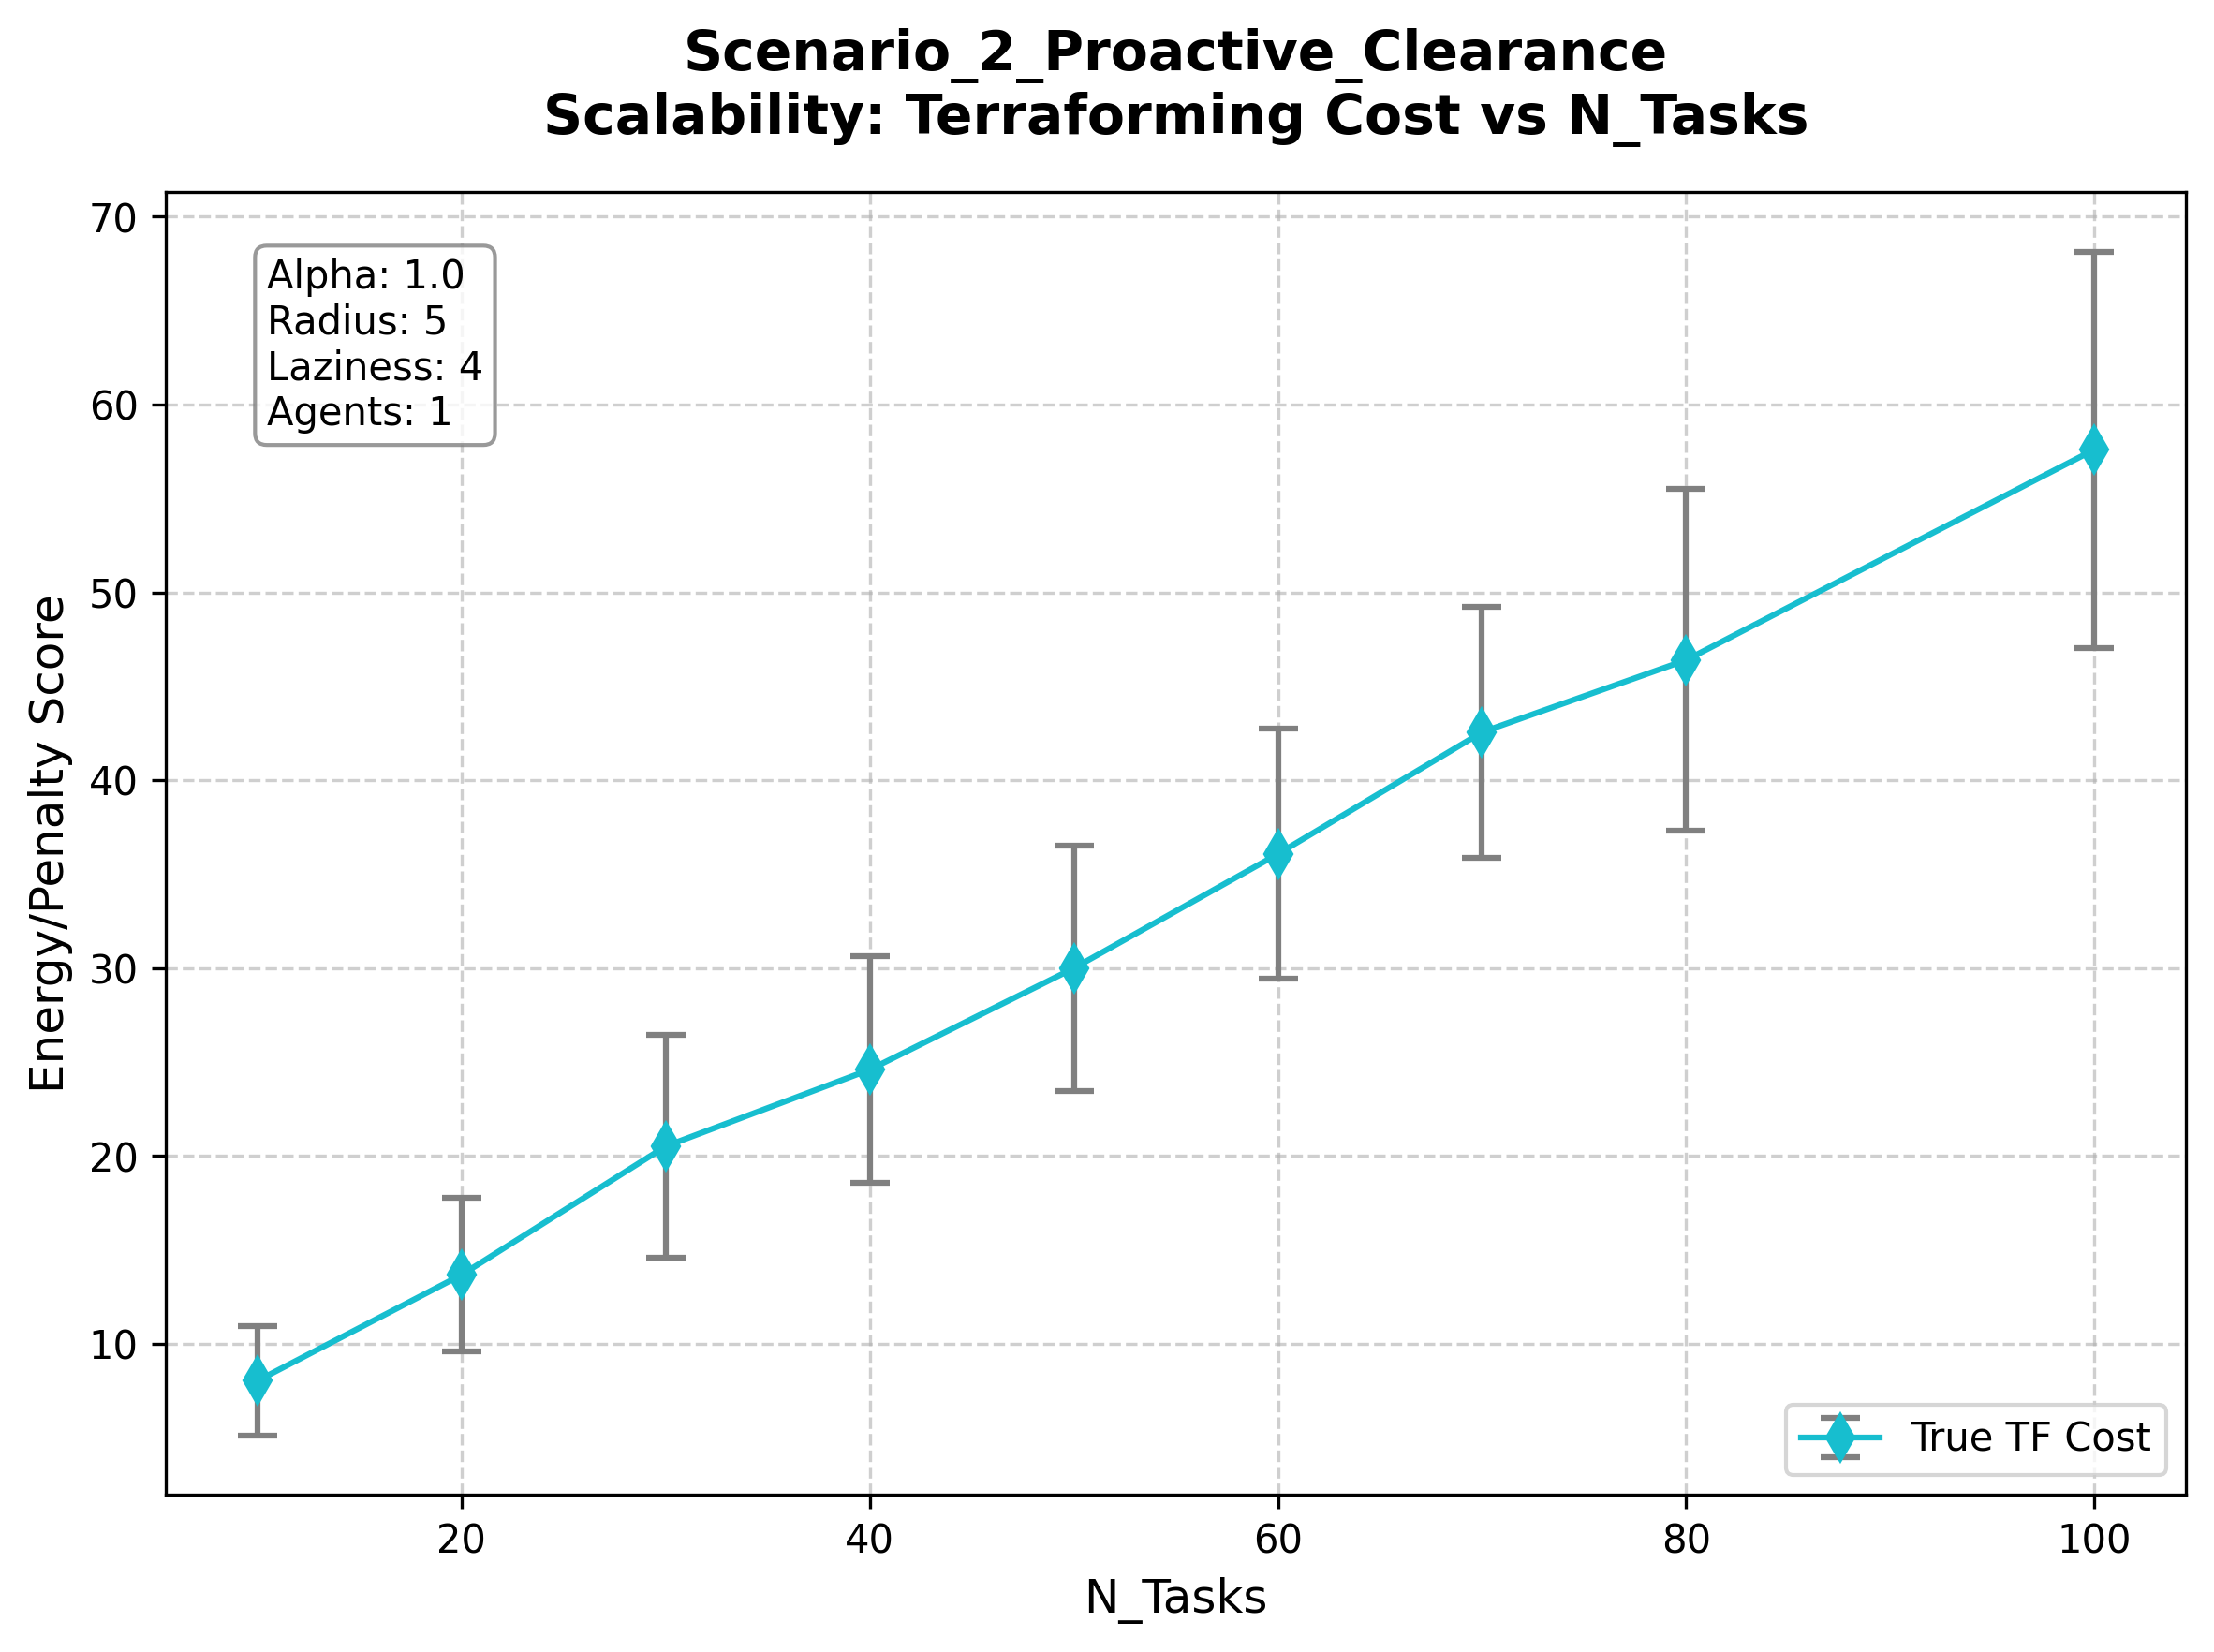 Scenario_2_Proactive_Clearance
Scalability: Terraforming Cost vs N_Tasks
70
60
50
40
30
20
10
Energy/Penalty Score
Alpha: 1.0
Radius: 5
Laziness: 4
Agents: 1
True TF Cost
20
40
60
80
100
N_Tasks